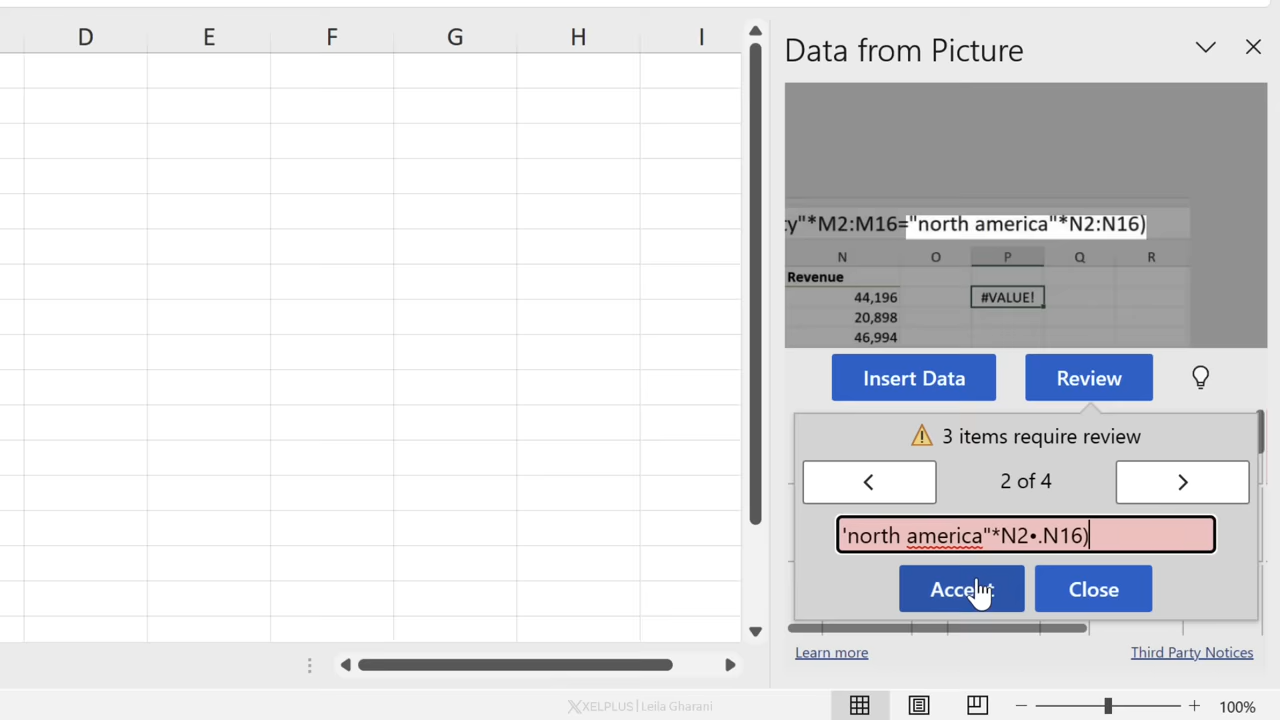 D E F G H I
Data from Picture
ty"*M2:M16="north america"*N2:N16)
N O P Q R
Revenue
44,196 #VALUE!
20,898
46,994
Insert Data Review
3 items require review
< 2 of 4 >
'north america"*N2•.N16)
Accept Close
Learn more Third Party Notices
XELPLUS | Leila Gharani
100%